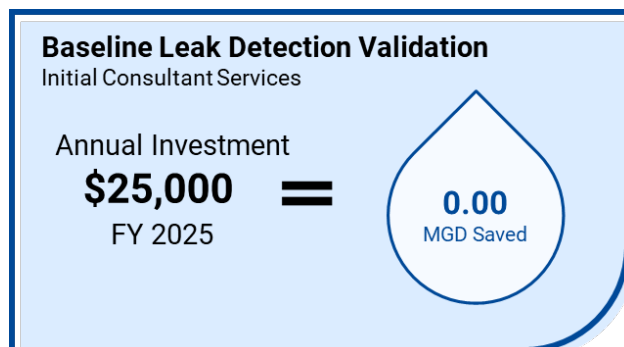 Baseline Leak Detection Validation
Initial Consultant Services
Annual Investment
$25,000
FY 2025
=
0.00
MGD Saved